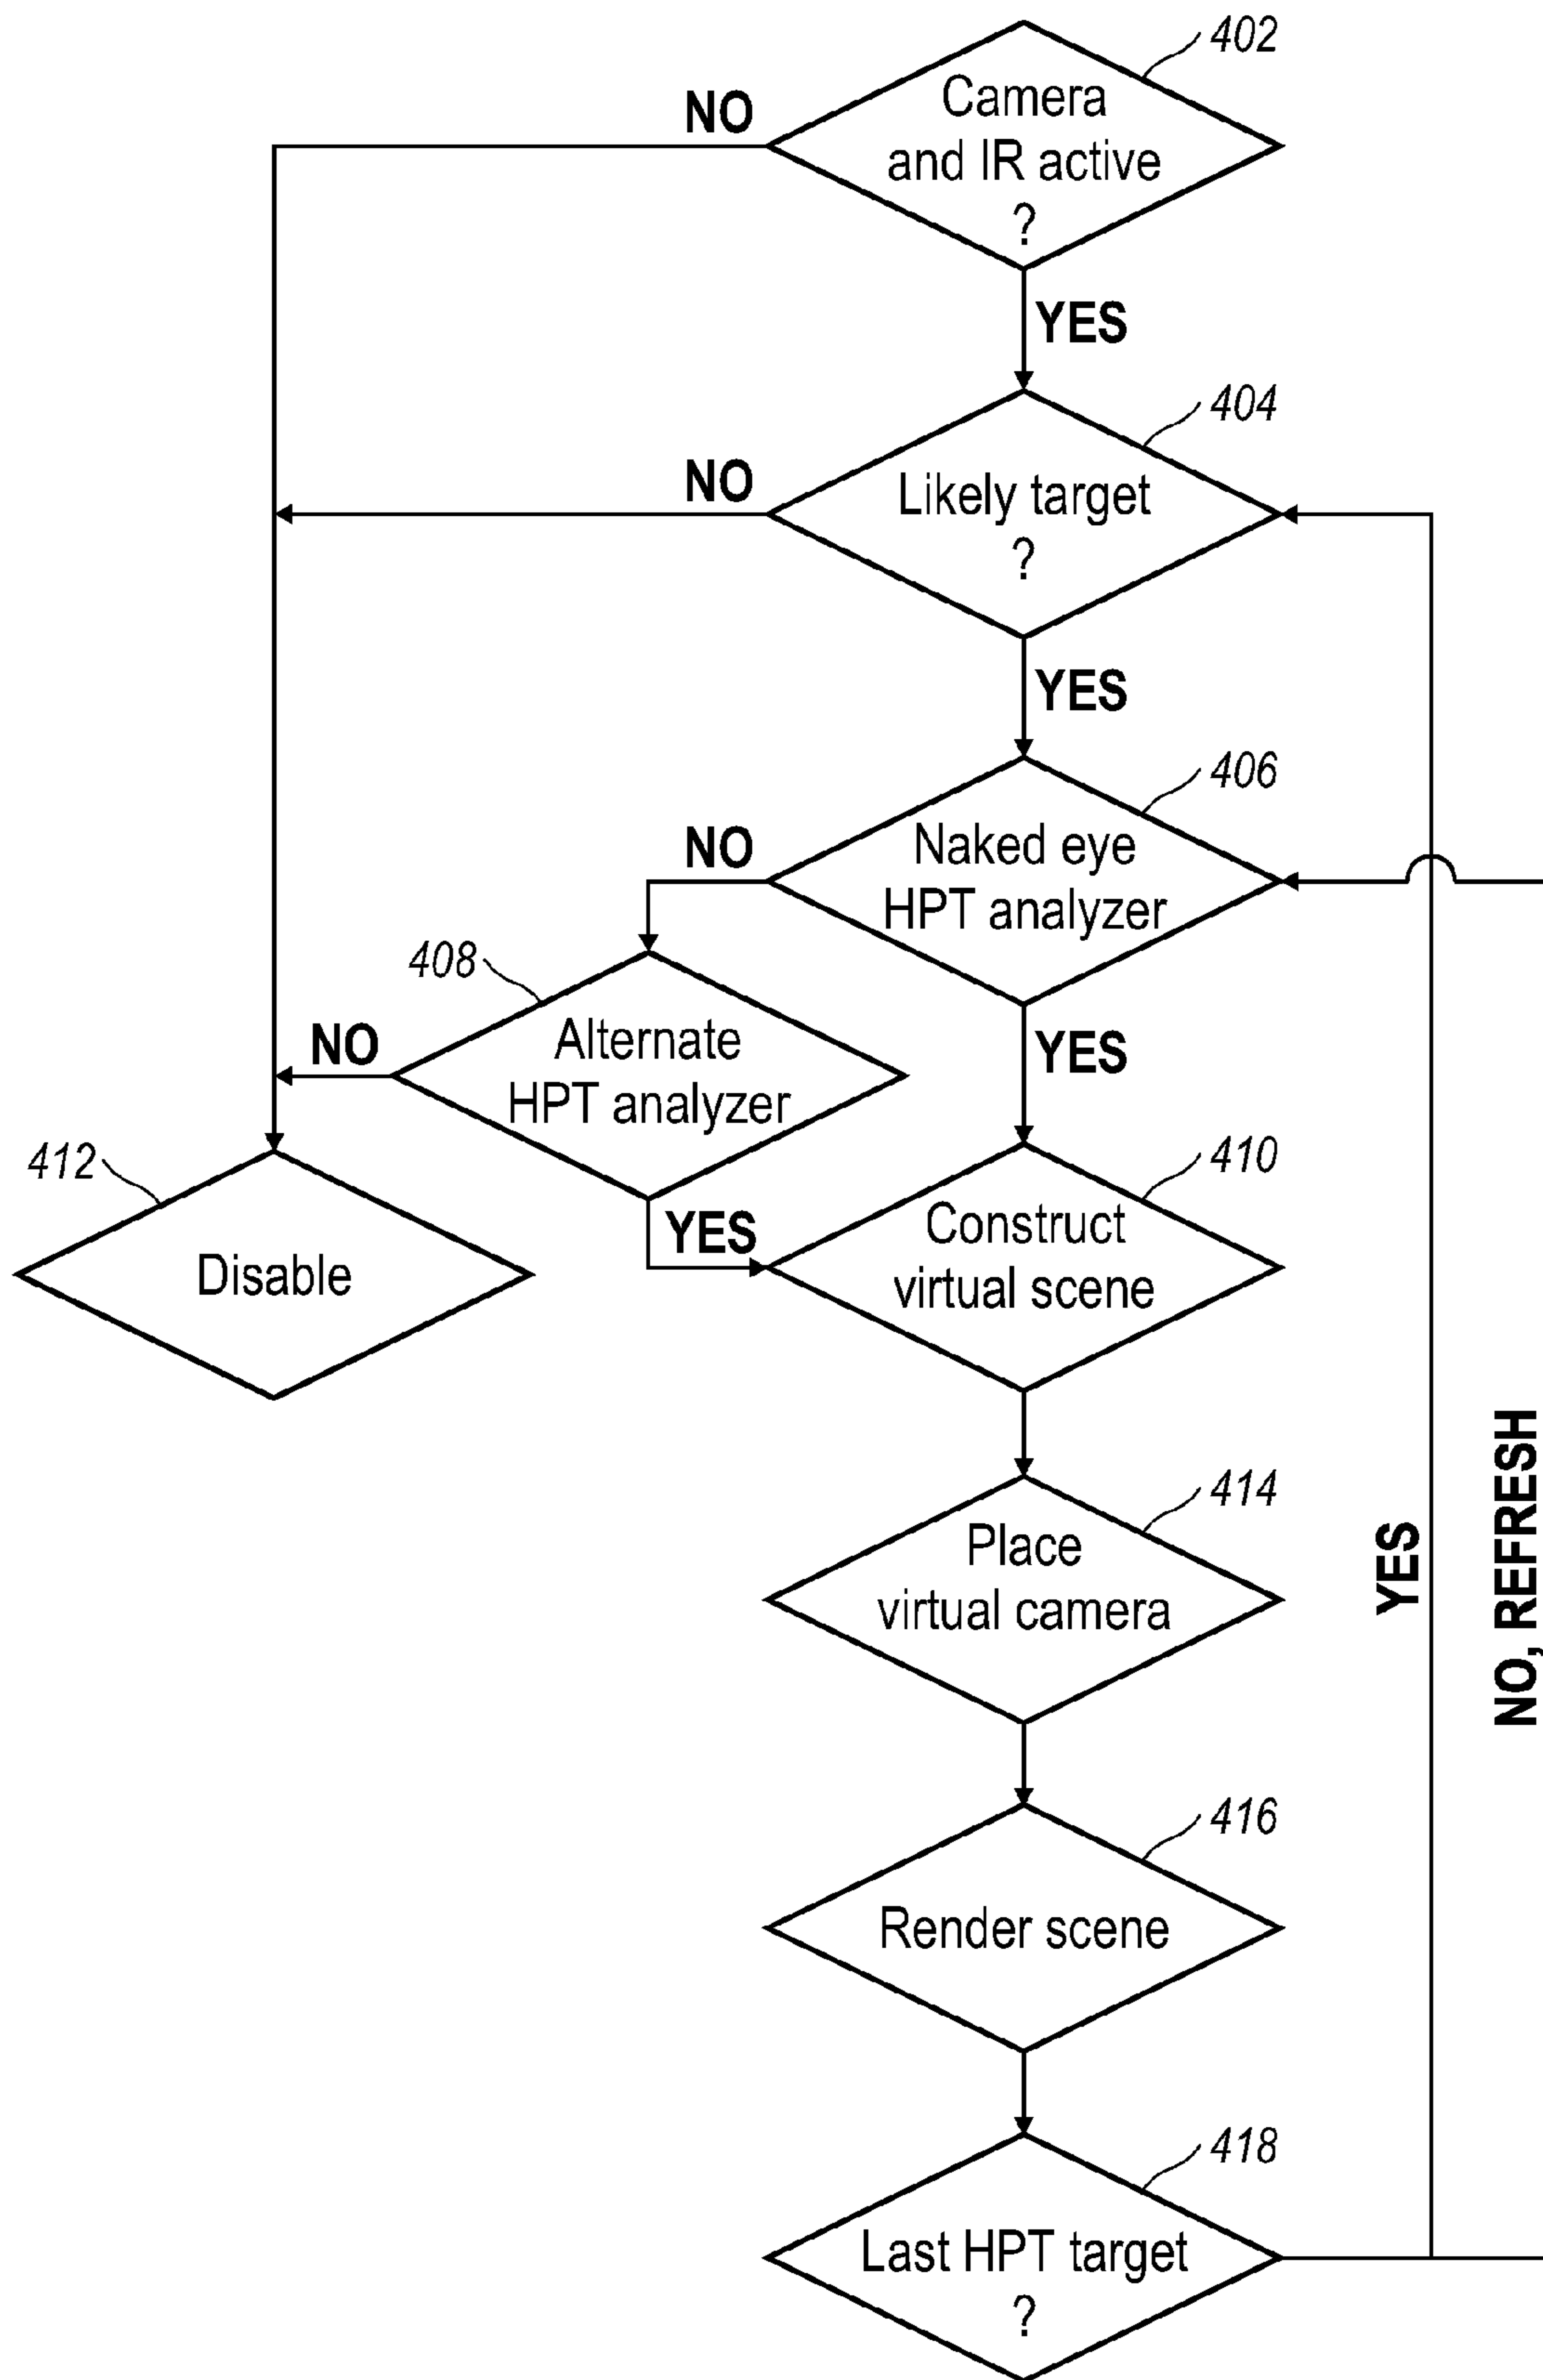 402
Camera
and IR active
?
NO
YES
404
Likely target
?
NO
YES
406
Naked eye
HPT analyzer
NO
YES
408
Alternate
HPT analyzer
NO
YES
410
Construct
virtual scene
412
Disable
414
Place
virtual camera
416
Render scene
418
Last HPT target
?
YES
NO, REFRESH